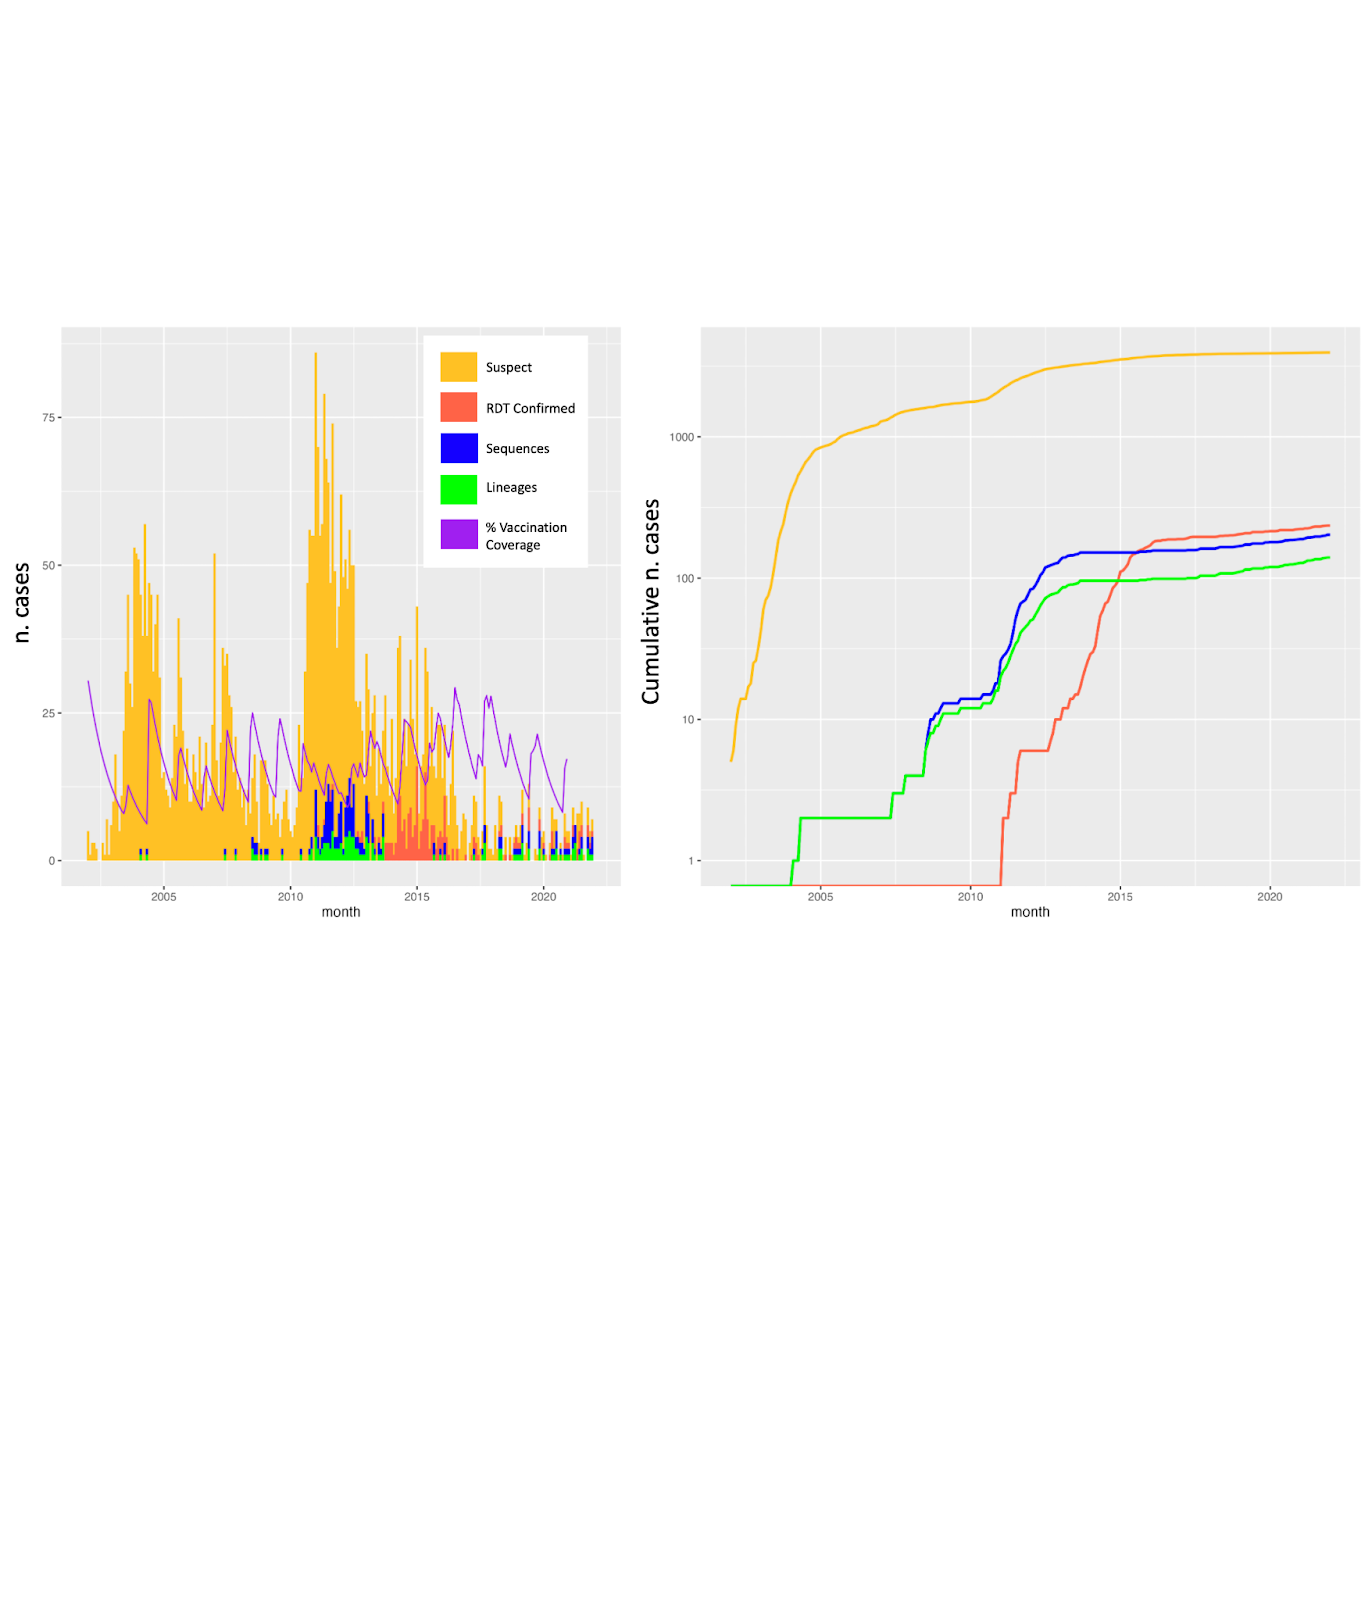 Suspect
RDT Confirmed
Sequences
Lineages
% Vaccination
Coverage
n. cases
75
50
25
0
2005 2010 2015 2020
month
Cumulative n. cases
1000
100
10
1
2005 2010 2015 2020
month